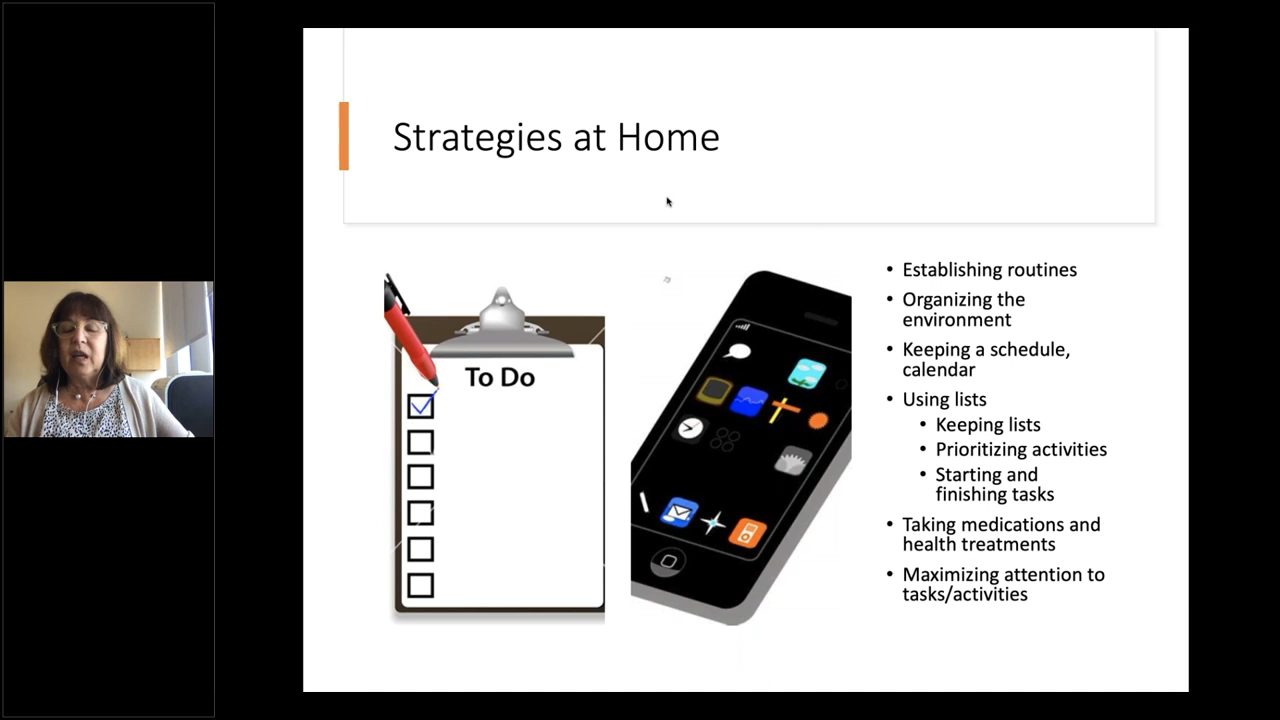 Strategies at Home
To Do
• Establishing routines
• Organizing the
environment
• Keeping a schedule,
calendar
• Using lists
• Keeping lists
• Prioritizing activities
• Starting and
finishing tasks
• Taking medications and
health treatments
• Maximizing attention to
tasks/activities